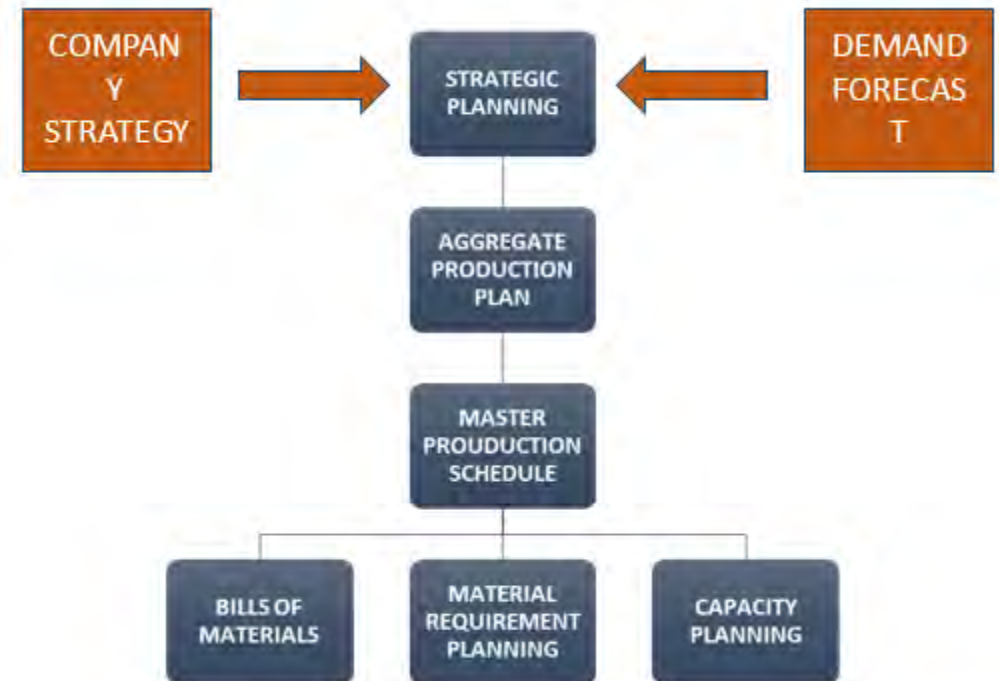 COMPAN
Y
STRATEGY
STRATEGIC
PLANNING
DEMAND
FORECAS
T
AGGREGATE
PRODUCTION
PLAN
MASTER
PROUDUCTION
SCHEDULE
BILLS OF
MATERIALS
MATERIAL
REQUIREMENT
PLANNING
CAPACITY
PLANNING